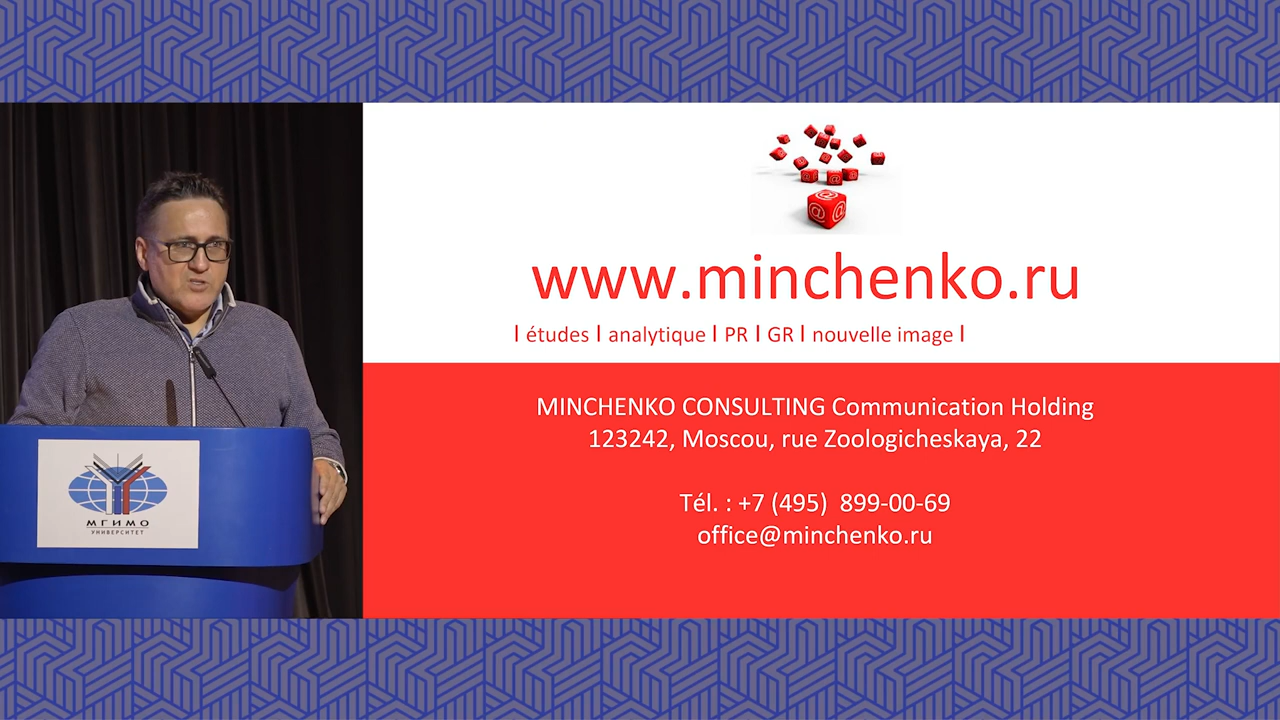 www.minchenko.ru
I études I analytique I PR I GR I nouvelle image I
MINCHENKO CONSULTING Communication Holding
123242, Moscou, rue Zoologicheskaya, 22
Tél. : +7 (495) 899-00-69
office@minchenko.ru
МГИМО
УНИВЕРСИТЕТ